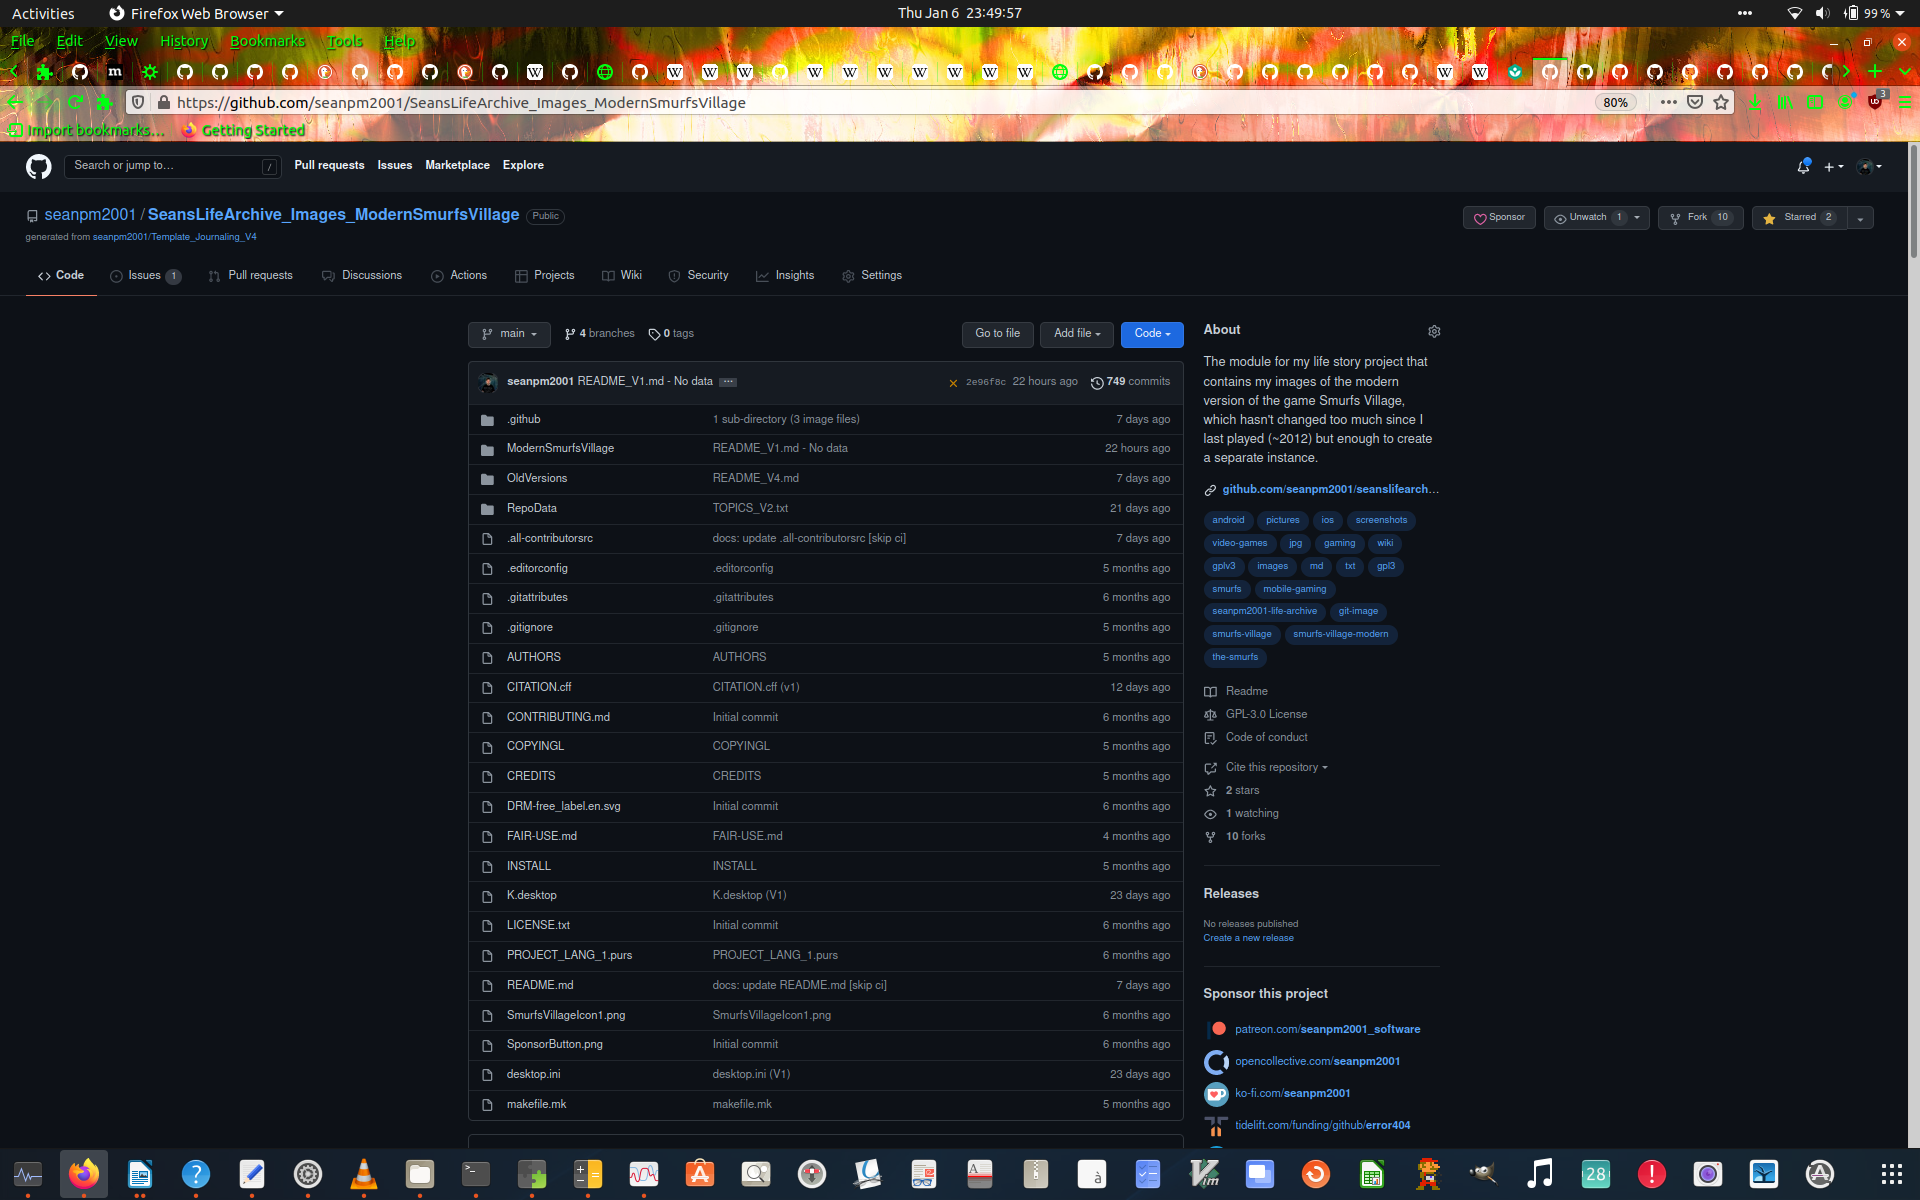 Activities Firefox Web Browser Thu Jan 6 23:49:57 99 %
File Edit View History Bookmarks Tools Help
https://github.com/seanpm2001/SeansLifeArchive_Images_ModernSmurfsVillage 80% 3
Import bookmarks... Getting Started
Search or jump to... / Pull requests Issues Marketplace Explore
seanpm2001 / SeansLifeArchive_Images_ModernSmurfsVillage Public Sponsor Unwatch 1 Fork 10 Starred 2
generated from seanpm2001/Template_Journaling_V4
Code Issues 1 Pull requests Discussions Actions Projects Wiki Security Insights Settings
main 4 branches 0 tags Go to file Add file Code
seanpm2001 README_V1.md - No data 2e96f8c 22 hours ago 749 commits
.github 1 sub-directory (3 image files) 7 days ago
ModernSmurfsVillage README_V1.md - No data 22 hours ago
OldVersions README_V4.md 7 days ago
RepoData TOPICS_V2.txt 21 days ago
.all-contributorsrc docs: update .all-contributorsrc [skip ci] 7 days ago
.editorconfig .editorconfig 5 months ago
.gitattributes .gitattributes 6 months ago
.gitignore .gitignore 5 months ago
AUTHORS AUTHORS 5 months ago
CITATION.cff CITATION.cff (v1) 12 days ago
CONTRIBUTING.md Initial commit 6 months ago
COPYINGL COPYINGL 5 months ago
CREDITS CREDITS 5 months ago
DRM-free_label.en.svg Initial commit 6 months ago
FAIR-USE.md FAIR-USE.md 4 months ago
INSTALL INSTALL 5 months ago
K.desktop K.desktop (V1) 23 days ago
LICENSE.txt Initial commit 6 months ago
PROJECT_LANG_1.purs PROJECT_LANG_1.purs 6 months ago
README.md docs: update README.md [skip ci] 7 days ago
SmurfsVillageIcon1.png SmurfsVillageIcon1.png 6 months ago
SponsorButton.png Initial commit 6 months ago
desktop.ini desktop.ini (V1) 23 days ago
makefile.mk makefile.mk 5 months ago
About
The module for my life story project that
contains my images of the modern
version of the game Smurfs Village,
which hasn't changed too much since I
last played (~2012) but enough to create
a separate instance.
github.com/seanpm2001/seanslifearch...
android pictures ios screenshots
video-games jpg gaming wiki
gplv3 images md txt gpl3
smurfs mobile-gaming
seanpm2001-life-archive git-image
smurfs-village smurfs-village-modern
the-smurfs
Readme
GPL-3.0 License
Code of conduct
Cite this repository
2 stars
1 watching
10 forks
Releases
No releases published
Create a new release
Sponsor this project
patreon.com/seanpm2001_software
opencollective.com/seanpm2001
ko-fi.com/seanpm2001
tidelift.com/funding/github/error404
28